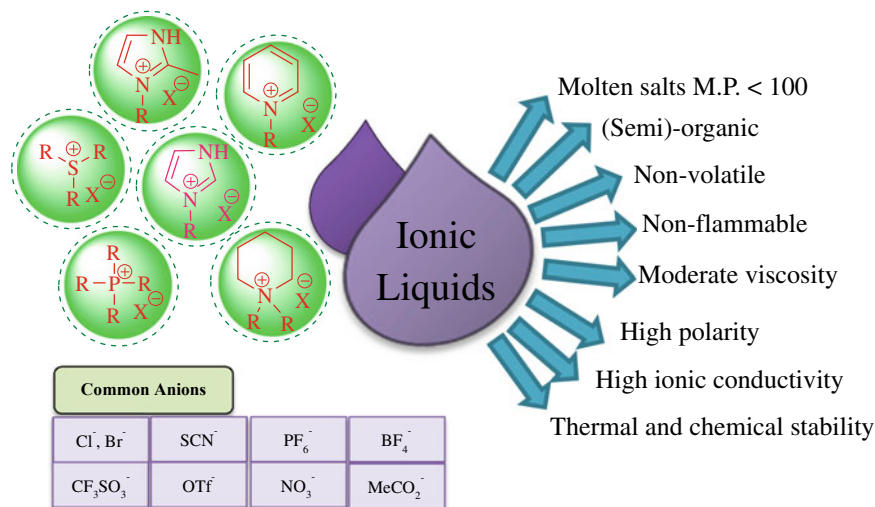 NH
N⊕
X⊖
R
N⊕
X⊖
R
R S⊕ R
R
X⊖
NH
N⊕
X⊖
R
R
R P⊕ R
R
X⊖
N⊕
R R
X⊖
Ionic
Liquids
Molten salts M.P. < 100
(Semi)-organic
Non-volatile
Non-flammable
Moderate viscosity
High polarity
High ionic conductivity
Thermal and chemical stability
Common Anions
Cl⁻, Br⁻ SCN⁻ PF₆⁻ BF₄⁻
CF₃SO₃⁻ OTf⁻ NO₃⁻ MeCO₂⁻